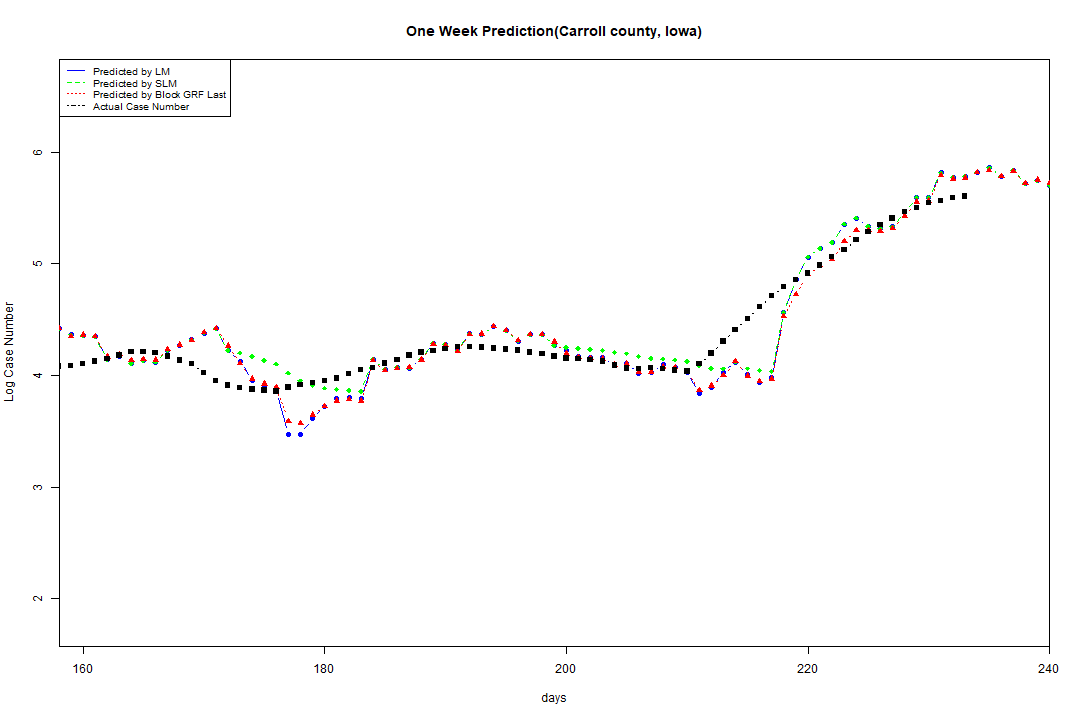 One Week Prediction(Carroll county, Iowa)
Predicted by LM
Predicted by SLM
Predicted by Block GRF Last
Actual Case Number
Log Case Number
6
5
4
3
2
160 180 200 220 240
days